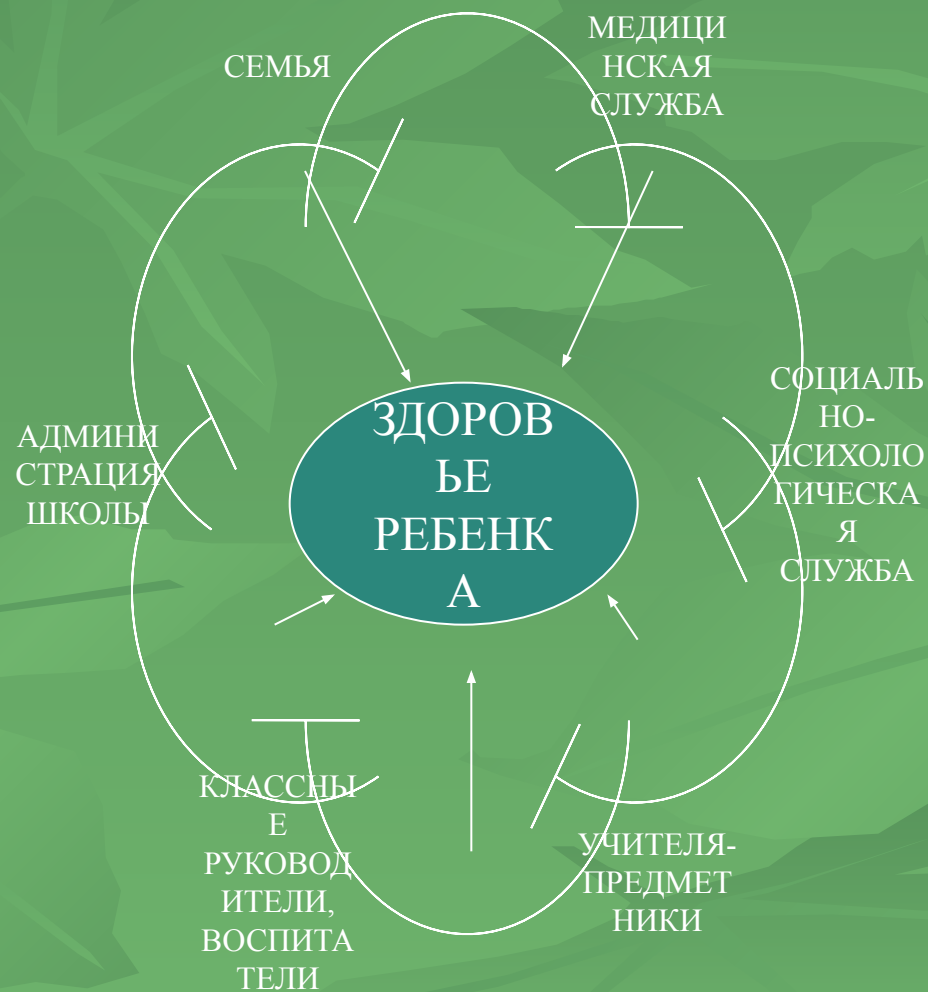 СЕМЬЯ
МЕДИЦИ
НСКАЯ
СЛУЖБА
СОЦИАЛЬ
НО-
ПСИХОЛО
ГИЧЕСКА
Я
СЛУЖБА
АДМИНИ
СТРАЦИЯ
ШКОЛЫ
ЗДОРОВ
ЬЕ
РЕБЕНК
А
КЛАССНЫ
Е
РУКОВОД
ИТЕЛИ,
ВОСПИТА
ТЕЛИ
УЧИТЕЛЯ-
ПРЕДМЕТ
НИКИ